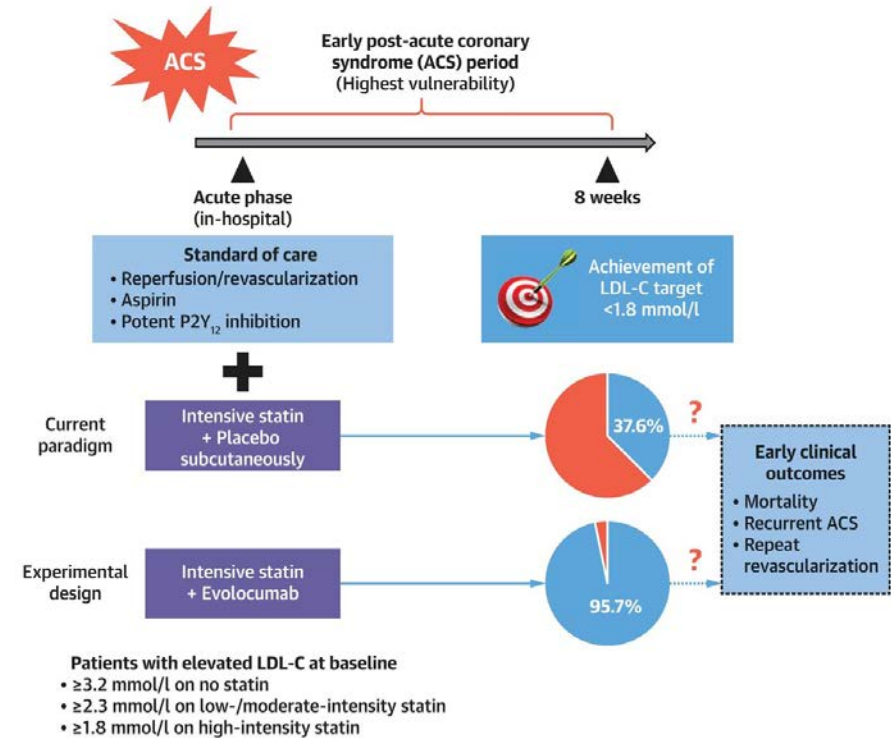 ACS
Early post-acute coronary
syndrome (ACS) period
(Highest vulnerability)
Acute phase
(in-hospital)
8 weeks
Standard of care
• Reperfusion/revascularization
• Aspirin
• Potent P2Y₁₂ inhibition
Achievement of
LDL-C target
<1.8 mmol/l
Current
paradigm
Intensive statin
+ Placebo
subcutaneously
37.6%
?
Early clinical
outcomes
• Mortality
• Recurrent ACS
• Repeat
revascularization
Experimental
design
Intensive statin
+ Evolocumab
95.7%
?
Patients with elevated LDL-C at baseline
• ≥3.2 mmol/l on no statin
• ≥2.3 mmol/l on low-/moderate-intensity statin
• ≥1.8 mmol/l on high-intensity statin